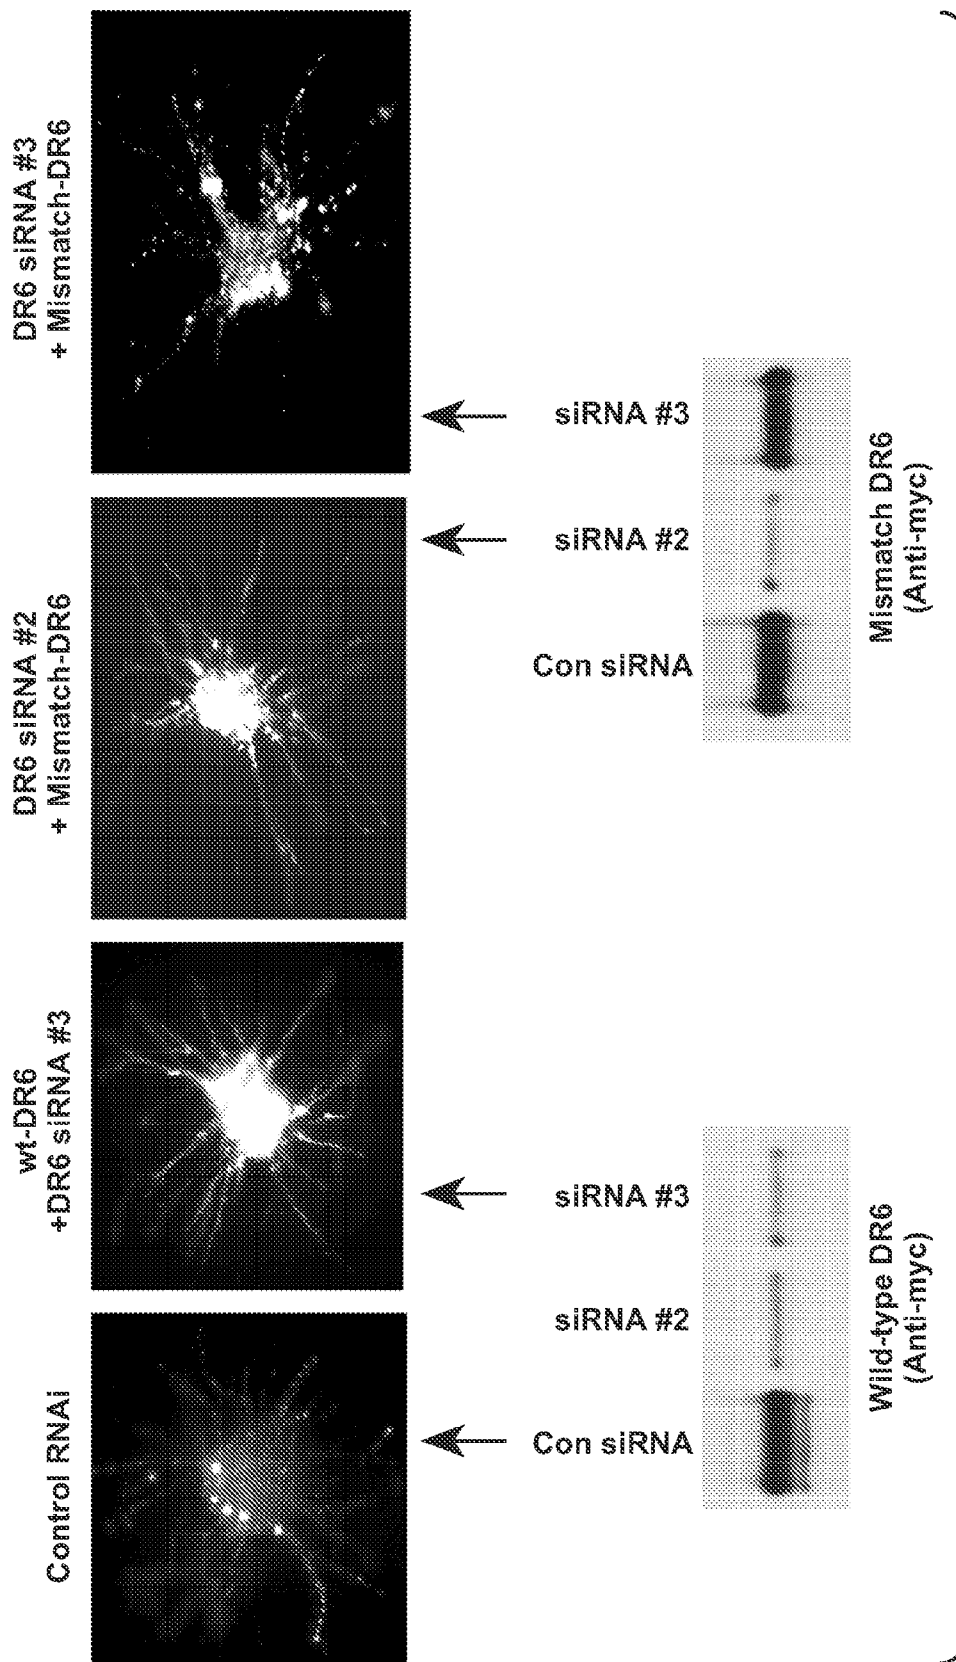 Control RNAi
wt-DR6
+DR6 siRNA #3
DR6 siRNA #2
+ Mismatch-DR6
DR6 siRNA #3
+ Mismatch-DR6
Con siRNA
siRNA #2
siRNA #3
Con siRNA
siRNA #2
siRNA #3
Wild-type DR6
(Anti-myc)
Mismatch DR6
(Anti-myc)